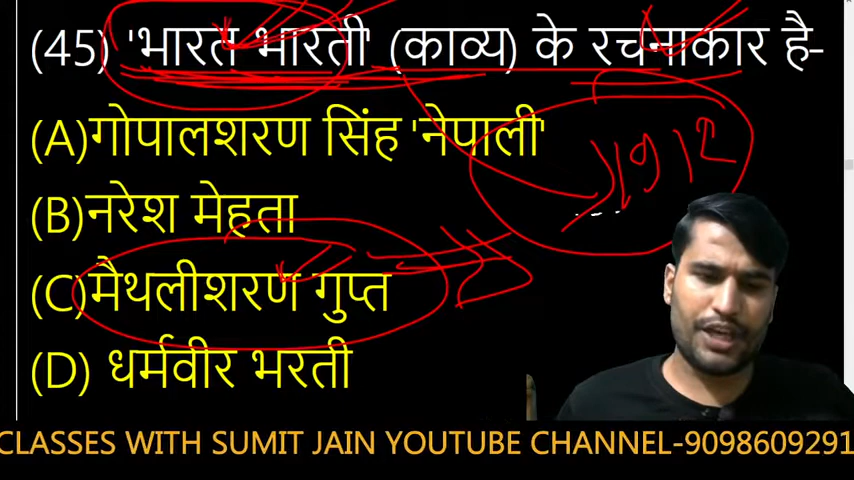 (45) 'भारत भारती' (काव्य) के रचनाकार है-
(A)गोपालशरण सिंह 'नेपाली'
1912
(B)नरेश मेहता
(C)मैथलीशरण गुप्त
(D) धर्मवीर भरती
CLASSES WITH SUMIT JAIN YOUTUBE CHANNEL-9098609291